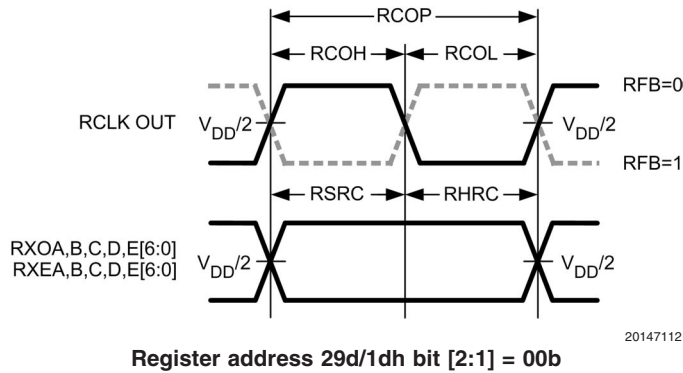 RCOP
RCOH RCOL
RFB=0
RCLK OUT VDD/2 VDD/2
RFB=1
RSRC RHRC
RXOA,B,C,D,E[6:0]
RXEA,B,C,D,E[6:0]
VDD/2 VDD/2
20147112
Register address 29d/1dh bit [2:1] = 00b